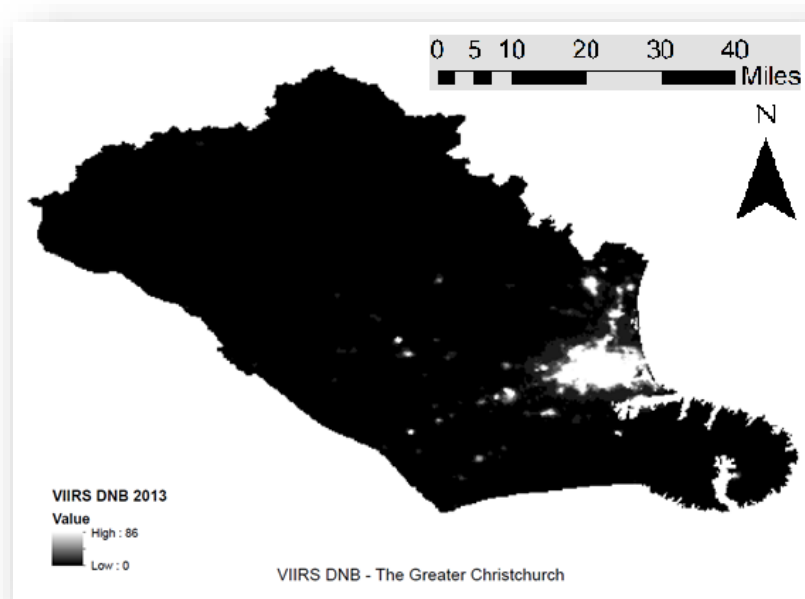 0 5 10 20 30 40
Miles
N
VIIRS DNB 2013
Value
High : 86
Low : 0
VIIRS DNB - The Greater Christchurch